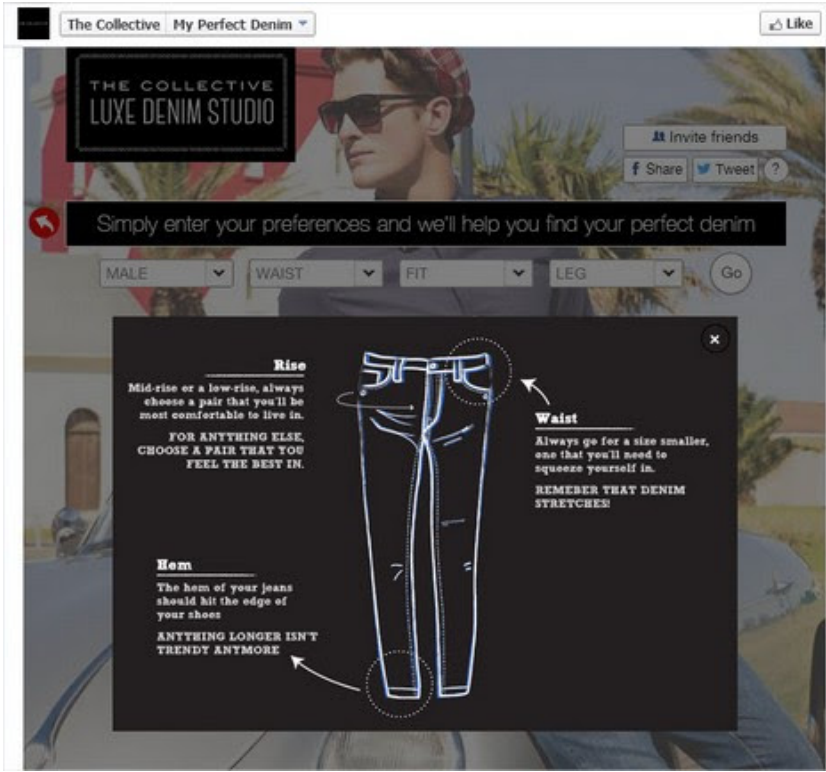 The Collective My Perfect Denim
Like
THE COLLECTIVE
LUXE DENIM STUDIO
Invite friends
Share Tweet ?
Simply enter your preferences and we'll help you find your perfect denim
MALE WAIST FIT LEG Go
Rise
Mid-rise or a low-rise, always
choose a pair that you'll be
most comfortable to live in.
FOR ANYTHING ELSE,
CHOOSE A PAIR THAT YOU
FEEL THE BEST IN.
Waist
Always go for a size smaller,
one that you'll need to
squeeze yourself in.
REMEBER THAT DENIM
STRETCHES!
Hem
The hem of your jeans
should hit the edge of
your shoes
ANYTHING LONGER ISN'T
TRENDY ANYMORE